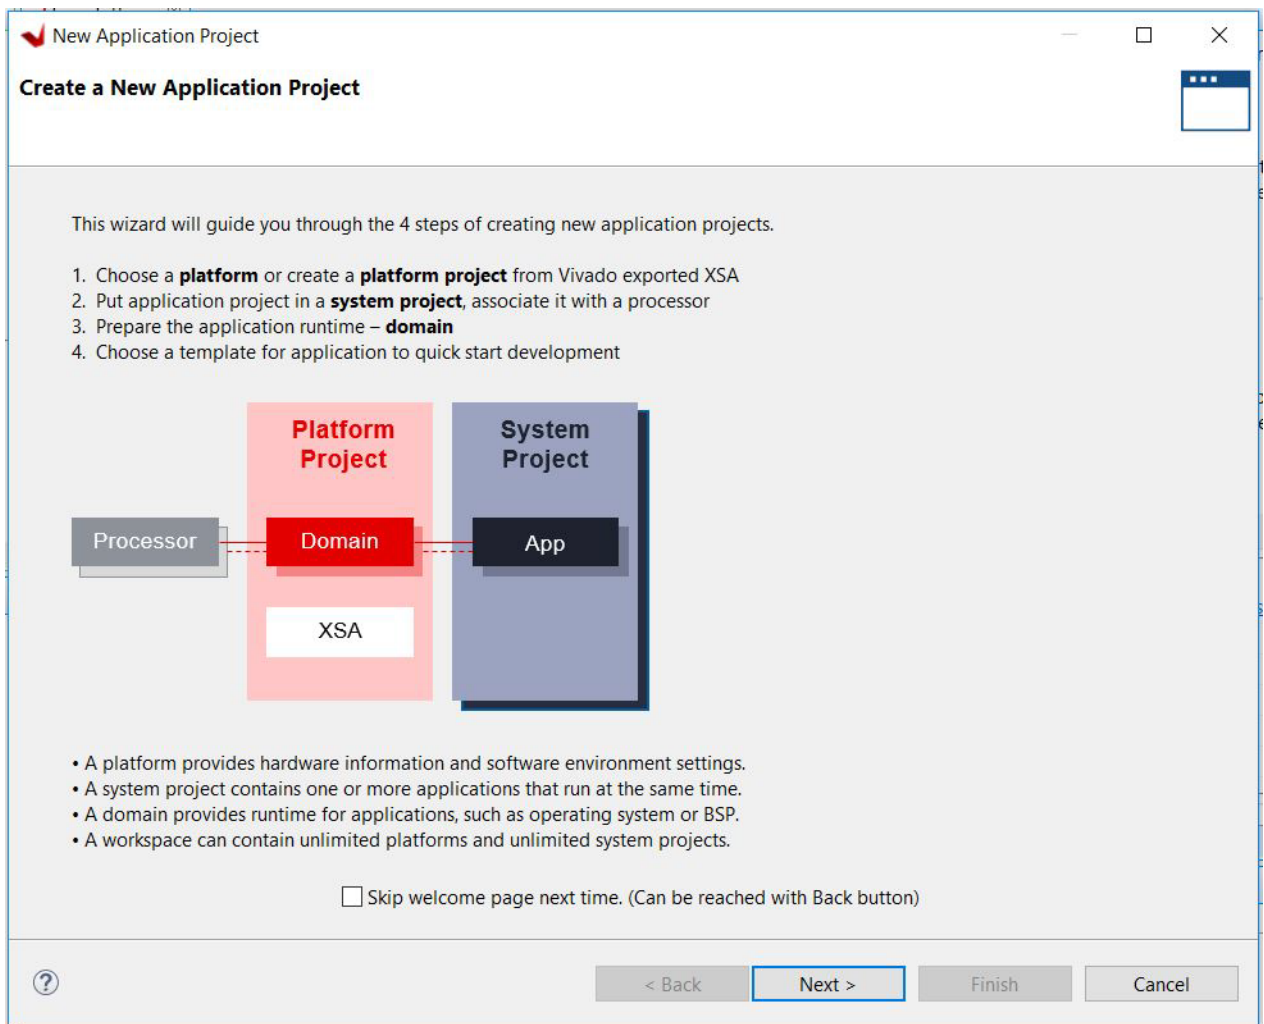 New Application Project
Create a New Application Project
This wizard will guide you through the 4 steps of creating new application projects.
1. Choose a platform or create a platform project from Vivado exported XSA
2. Put application project in a system project, associate it with a processor
3. Prepare the application runtime – domain
4. Choose a template for application to quick start development
Platform
Project
System
Project
Processor
Domain
App
XSA
• A platform provides hardware information and software environment settings.
• A system project contains one or more applications that run at the same time.
• A domain provides runtime for applications, such as operating system or BSP.
• A workspace can contain unlimited platforms and unlimited system projects.
Skip welcome page next time. (Can be reached with Back button)
?
< Back
Next >
Finish
Cancel